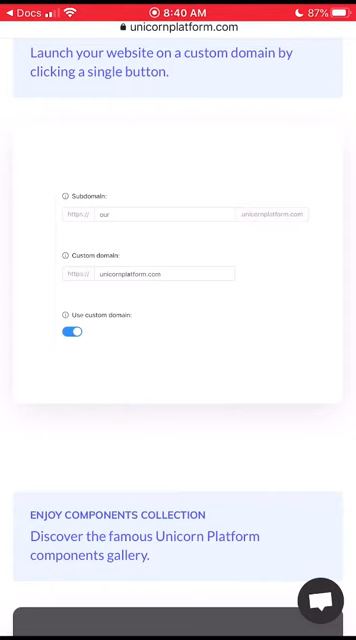 Docs 8:40 AM 87%
unicornplatform.com
Launch your website on a custom domain by
clicking a single button.
Subdomain:
https:// our .unicornplatform.com
Custom domain:
https:// unicornplatform.com
Use custom domain:
ENJOY COMPONENTS COLLECTION
Discover the famous Unicorn Platform
components gallery.